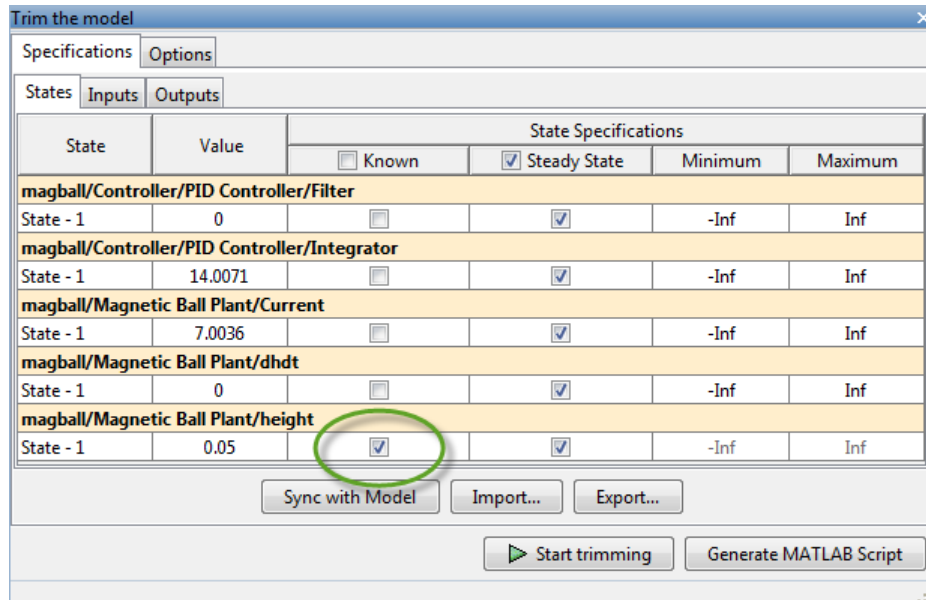 Trim the model
Specifications Options
States Inputs Outputs
State Value State Specifications
Known Steady State Minimum Maximum
magball/Controller/PID Controller/Filter
State - 1 0 -Inf Inf
magball/Controller/PID Controller/Integrator
State - 1 14.0071 -Inf Inf
magball/Magnetic Ball Plant/Current
State - 1 7.0036 -Inf Inf
magball/Magnetic Ball Plant/dhdt
State - 1 0 -Inf Inf
magball/Magnetic Ball Plant/height
State - 1 0.05 -Inf Inf
Sync with Model Import... Export...
Start trimming Generate MATLAB Script